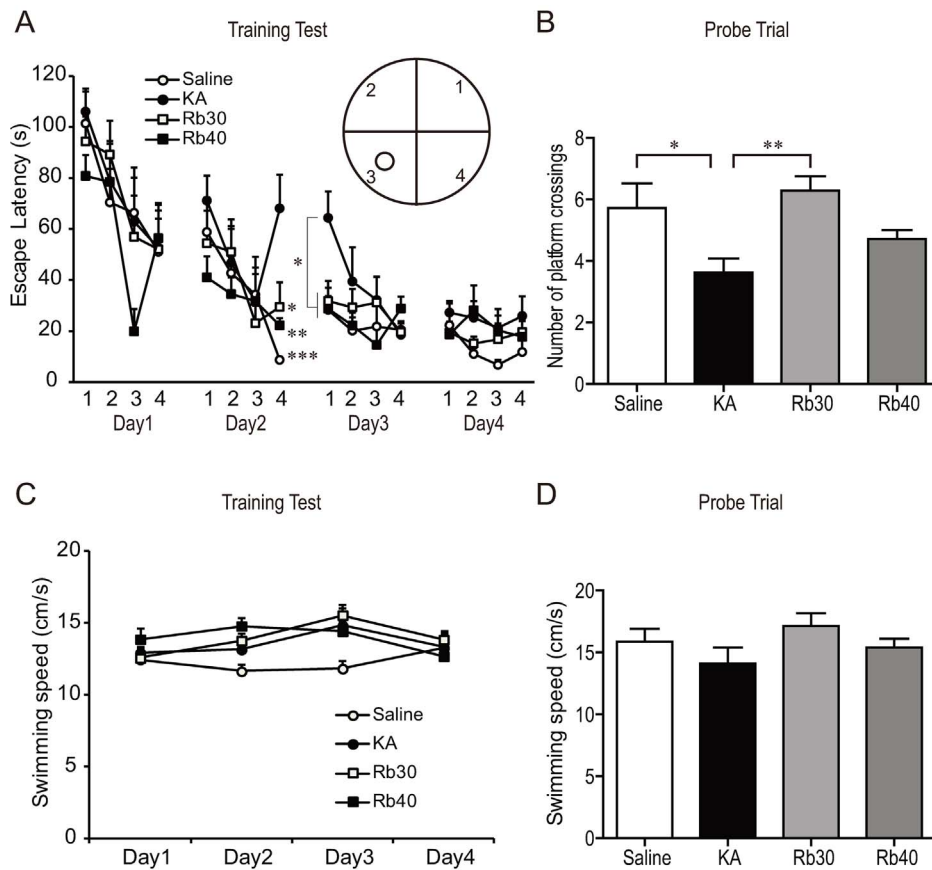 A
Training Test
Escape Latency (s)
120
100
80
60
40
20
0
Saline
KA
Rb30
Rb40
2
1
3
4
*
*
**
***
1 2 3 4 1 2 3 4 1 2 3 4 1 2 3 4
Day1 Day2 Day3 Day4
B
Probe Trial
Number of platform crossings
8
6
4
2
0
* **
Saline KA Rb30 Rb40
C
Training Test
Swimming speed (cm/s)
20
15
10
5
0
Saline
KA
Rb30
Rb40
Day1 Day2 Day3 Day4
D
Probe Trial
Swimming speed (cm/s)
20
15
10
5
0
Saline KA Rb30 Rb40